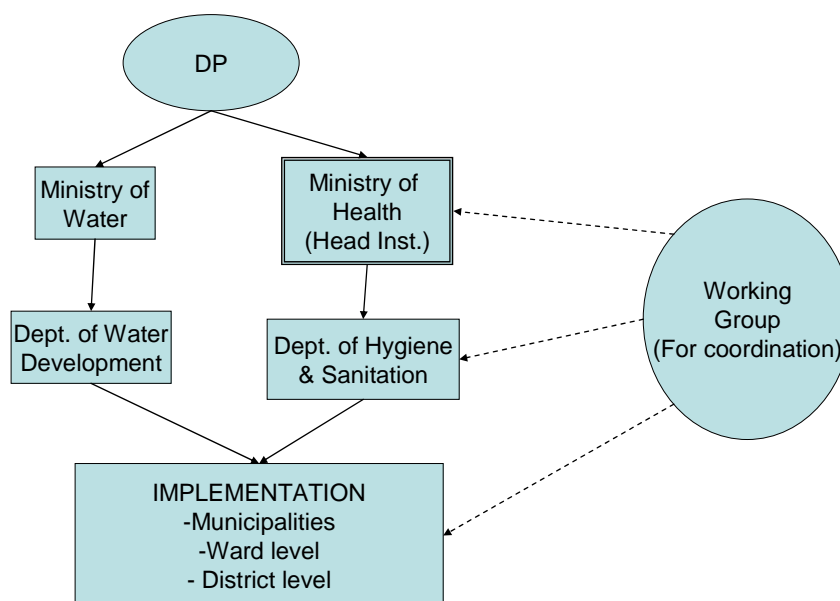 DP
Ministry of
Water
Ministry of
Health
(Head Inst.)
Dept. of Water
Development
Dept. of Hygiene
& Sanitation
Working
Group
(For coordination)
IMPLEMENTATION
-Municipalities
-Ward level
- District level